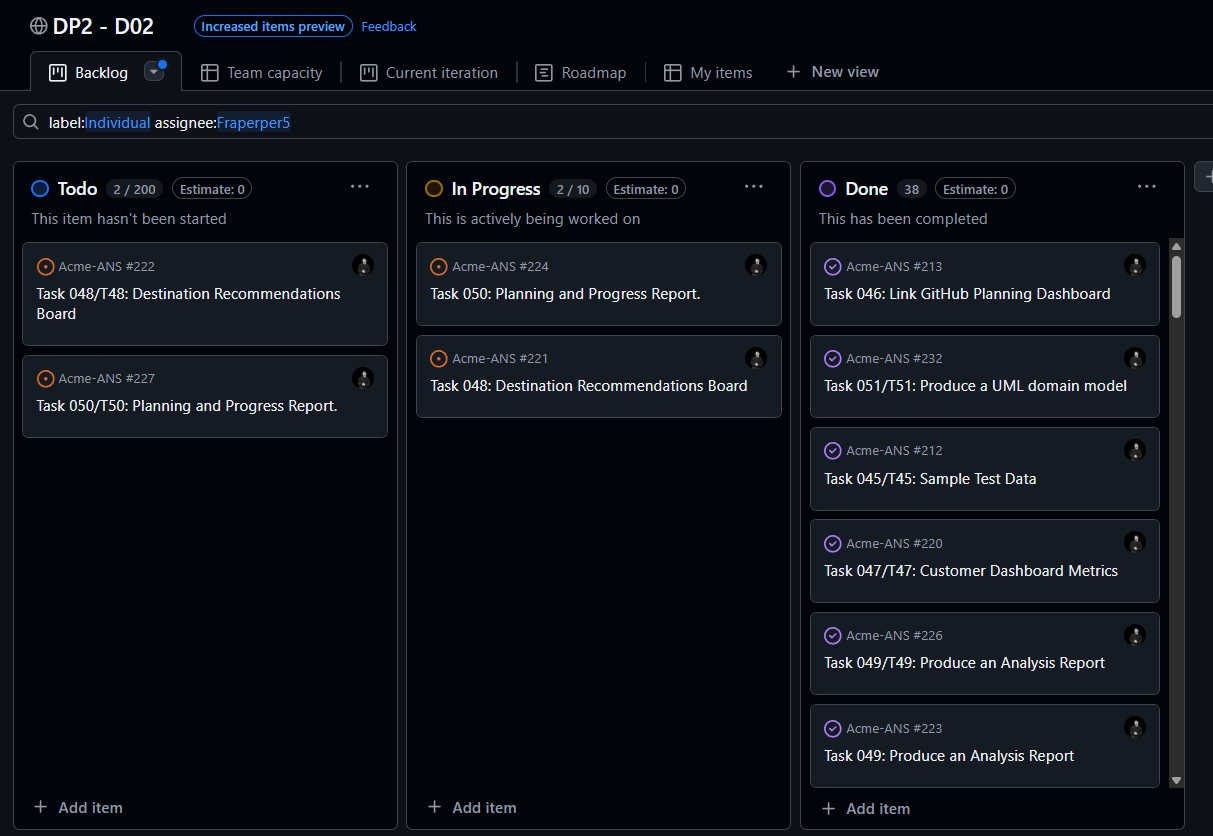 DP2 - D02
Increased items preview
Feedback
Backlog
Team capacity
Current iteration
Roadmap
My items
New view
label:Individual assignee:Fraperper5
Todo
2 / 200
Estimate: 0
This item hasn't been started
Acme-ANS #222
Task 048/T48: Destination Recommendations
Board
Acme-ANS #227
Task 050/T50: Planning and Progress Report.
Add item
In Progress
2 / 10
Estimate: 0
This is actively being worked on
Acme-ANS #224
Task 050: Planning and Progress Report.
Acme-ANS #221
Task 048: Destination Recommendations Board
Add item
Done
38
Estimate: 0
This has been completed
Acme-ANS #213
Task 046: Link GitHub Planning Dashboard
Acme-ANS #232
Task 051/T51: Produce a UML domain model
Acme-ANS #212
Task 045/T45: Sample Test Data
Acme-ANS #220
Task 047/T47: Customer Dashboard Metrics
Acme-ANS #226
Task 049/T49: Produce an Analysis Report
Acme-ANS #223
Task 049: Produce an Analysis Report
Add item